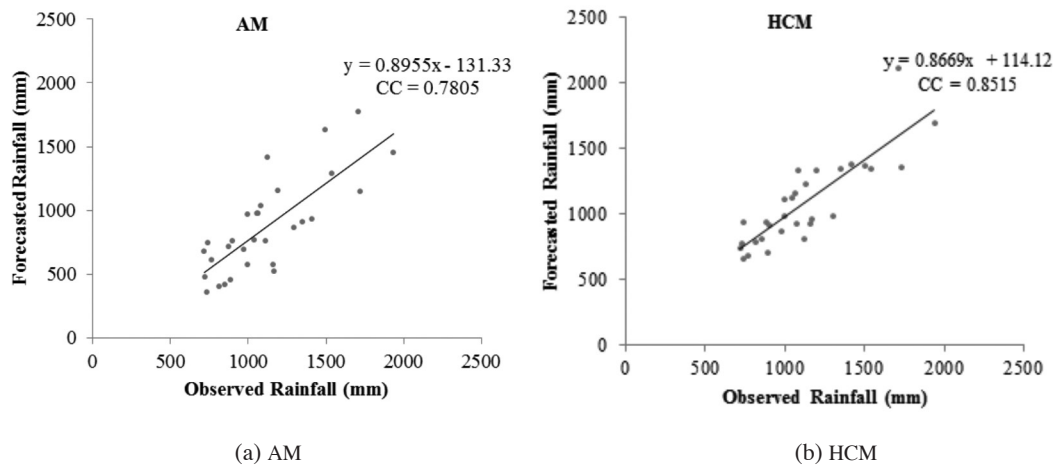 AM
y = 0.8955x - 131.33
CC = 0.7805
Forecasted Rainfall (mm)
2500
2000
1500
1000
500
0
0 500 1000 1500 2000 2500
Observed Rainfall (mm)
(a) AM
HCM
y = 0.8669x + 114.12
CC = 0.8515
Forecasted Rainfall (mm)
2500
2000
1500
1000
500
0
0 500 1000 1500 2000 2500
Observed Rainfall (mm)
(b) HCM